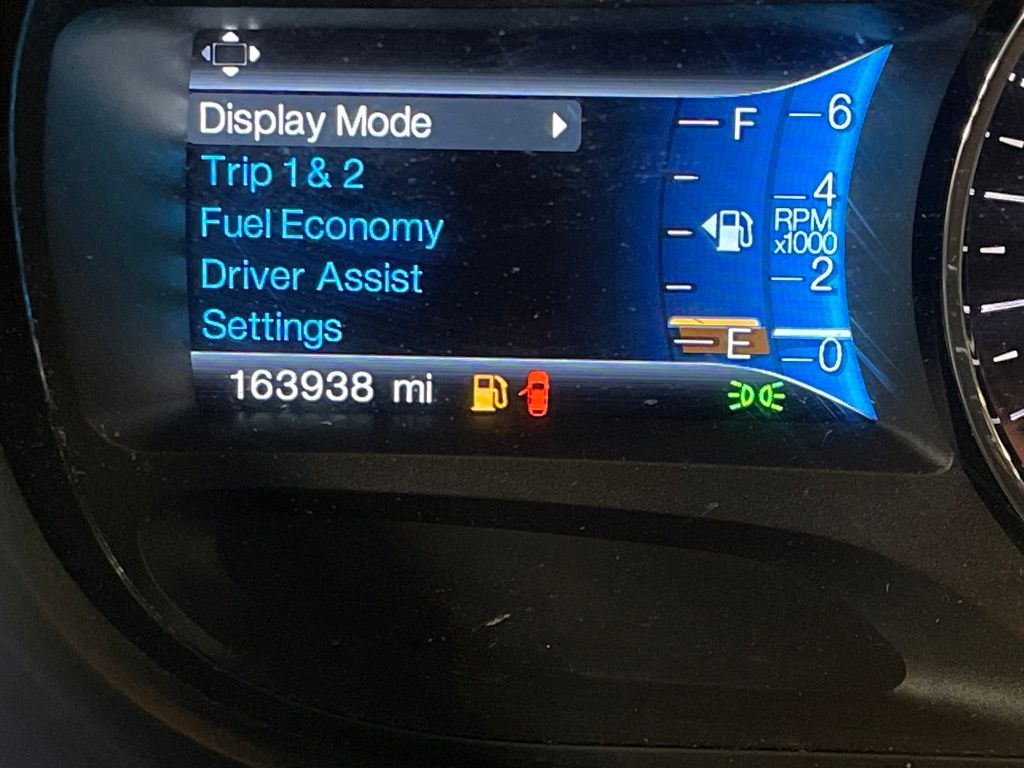 Display Mode
Trip 1 & 2
Fuel Economy
Driver Assist
Settings
163938 mi
F
E
6
4
RPM
x1000
2
0